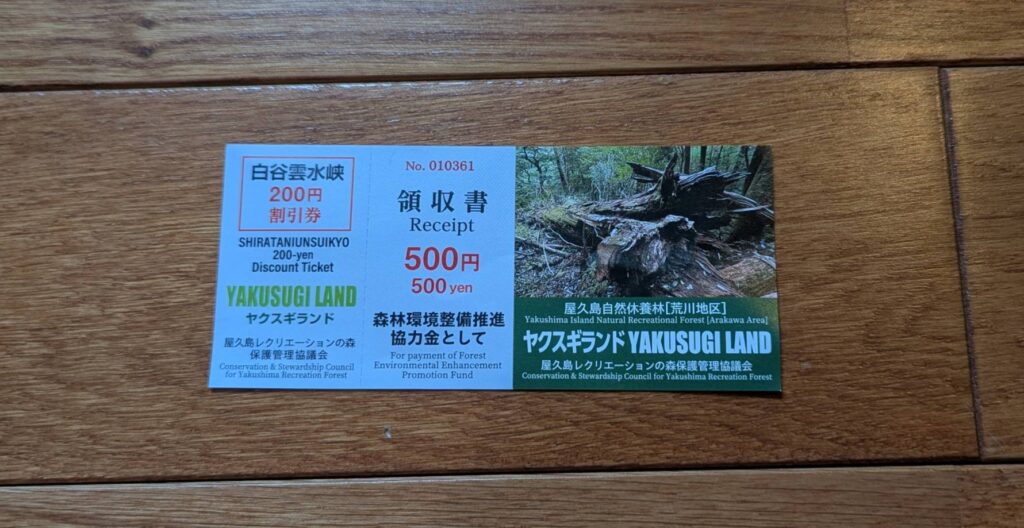 白谷雲水峡
200円
割引券
SHIRATANIUNSUIKYO
200-yen
Discount Ticket
YAKUSUGI LAND
ヤクスギランド
屋久島レクリエーションの森
保護管理協議会
Conservation & Stewardship Council
for Yakushima Recreation Forest
No. 010361
領収書
Receipt
500円
500 yen
森林環境整備推進
協力金として
For payment of Forest
Environmental Enhancement
Promotion Fund
屋久島自然休養林[荒川地区]
Yakushima Island Natural Recreational Forest [Arakawa Area]
ヤクスギランド YAKUSUGI LAND
屋久島レクリエーションの森保護管理協議会
Conservation & Stewardship Council for Yakushima Recreation Forest